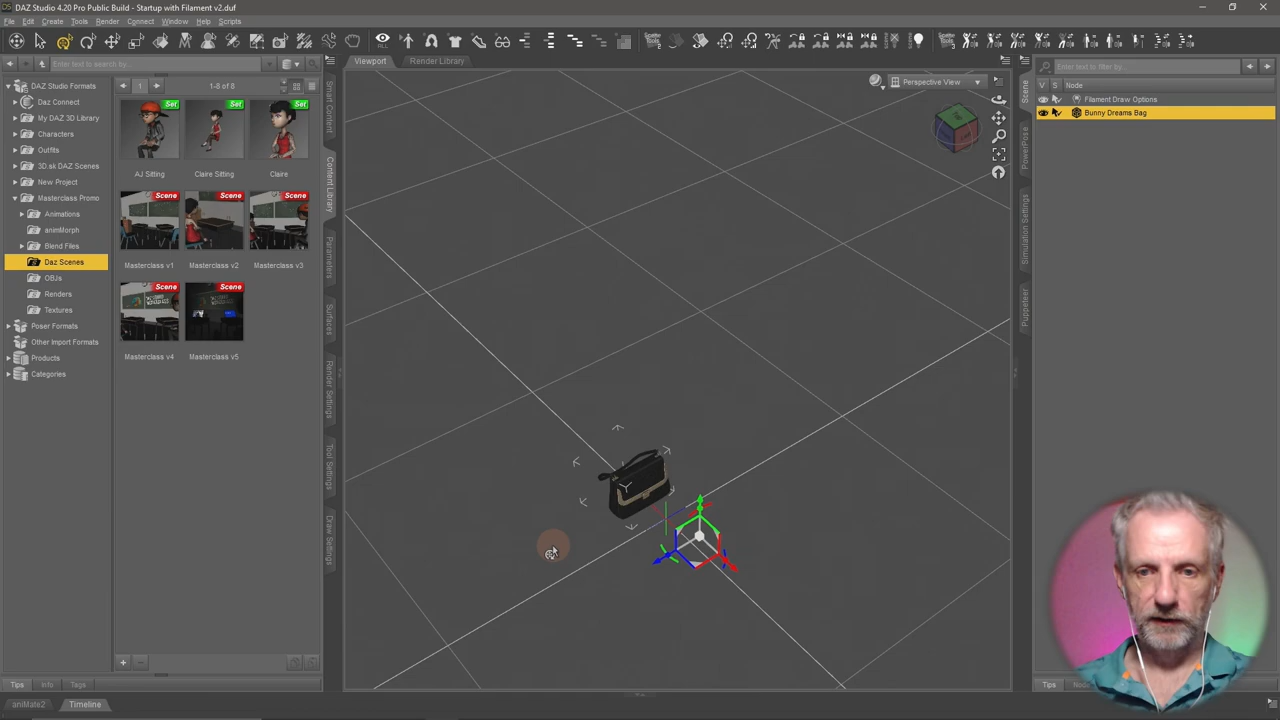 DAZ Studio 4.20 Public Build - Startup with Filament v2.duf
File Edit Create Tools Render Connect Window Help Scripts
Enter text to search by...
DAZ Studio Formats
Daz Connect
My DAZ 3D Library
Characters
Outfits
3D.sk DAZ Scenes
New Project
Masterclass Promo
Animations
animMorph
Blend Files
Daz Scenes
OBJs
Renders
Textures
Poser Formats
Other Import Formats
Products
Categories
1
1-8 of 8
Set
Set
Set
AJ Sitting
Claire Sitting
Claire
Scene
Scene
Scene
Masterclass v1
Masterclass v2
Masterclass v3
Scene
Scene
Masterclass v4
Masterclass v5
Tips
Info
Tags
aniMate2
Timeline
Smart Content
Content Library
Parameters
Surfaces
Render Settings
Tool Settings
Draw Settings
Viewport
Render Library
Perspective View
Scene
PowerPose
Simulation Settings
Puppeteer
Enter text to filter by...
V S Node
Filament Draw Options
Bunny Dreams Bag
Tips